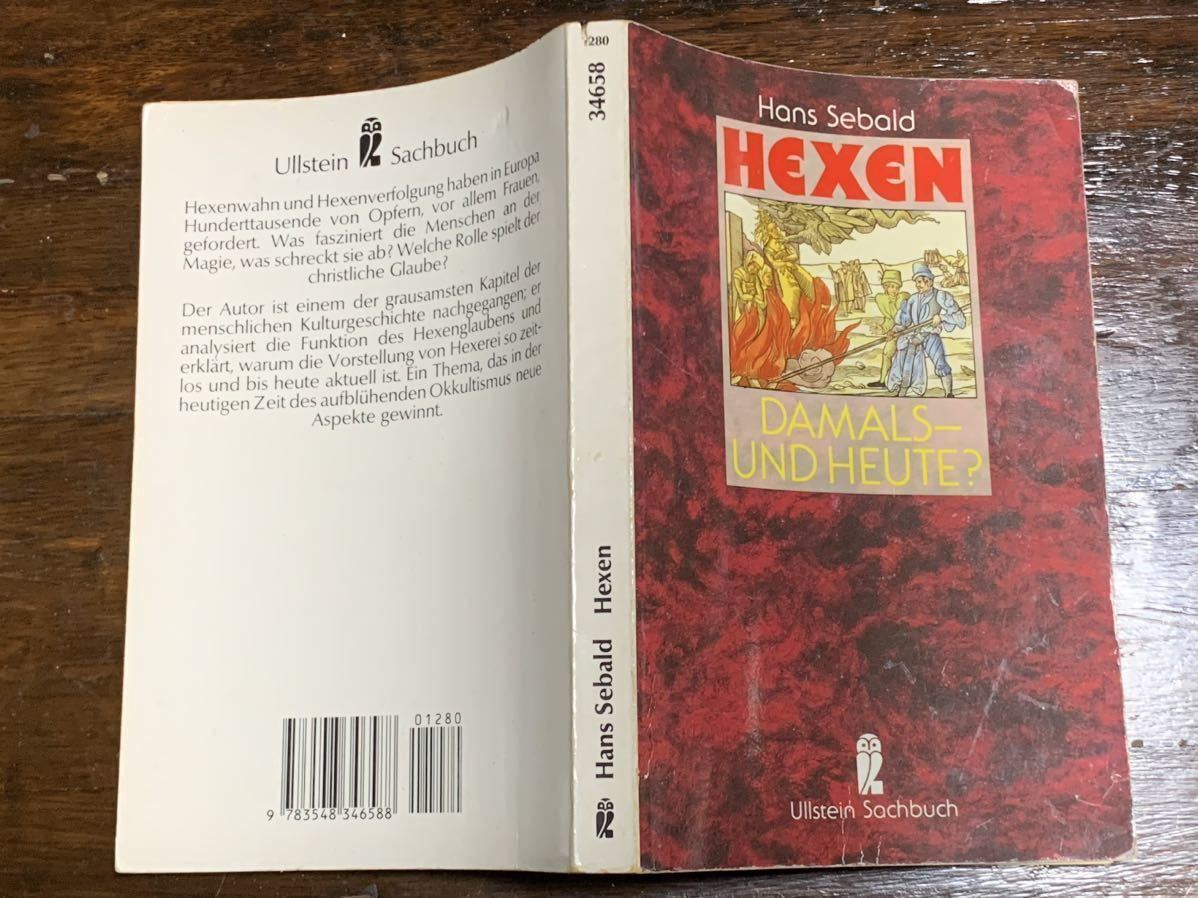 Ullstein Sachbuch
Hexenwahn und Hexenverfolgung haben in Europa
Hunderttausende von Opfern, vor allem Frauen,
gefordert. Was fasziniert die Menschen an der
Magie, was schreckt sie ab? Welche Rolle spielt der
christliche Glaube?
Der Autor ist einem der grausamsten Kapitel der
menschlichen Kulturgeschichte nachgegangen; er
analysiert die Funktion des Hexenglaubens und
erklärt, warum die Vorstellung von Hexerei so zeit-
los und bis heute aktuell ist. Ein Thema, das in der
heutigen Zeit des aufblühenden Okkultismus neue
Aspekte gewinnt.
01280
9 783548 346588
1280
34658
Hans Sebald Hexen
Hans Sebald
HEXEN
DAMALS–
UND HEUTE?
Ullstein Sachbuch